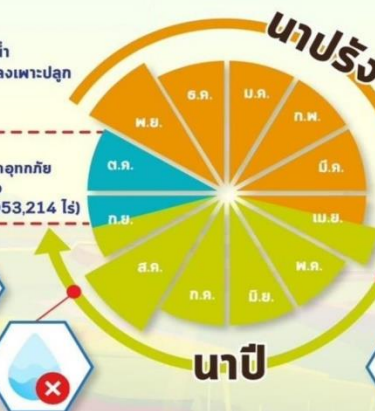 น้ำ
ลงเพาะปลูก
นาปรัง
ธ.ค.
ม.ค.
พ.ย.
ก.พ.
ต.ค.
มี.ค.
อุทกภัย
53,214 ไร่)
ก.ย.
เม.ย.
ส.ค.
พ.ค.
ก.ค.
มิ.ย.
นาปี